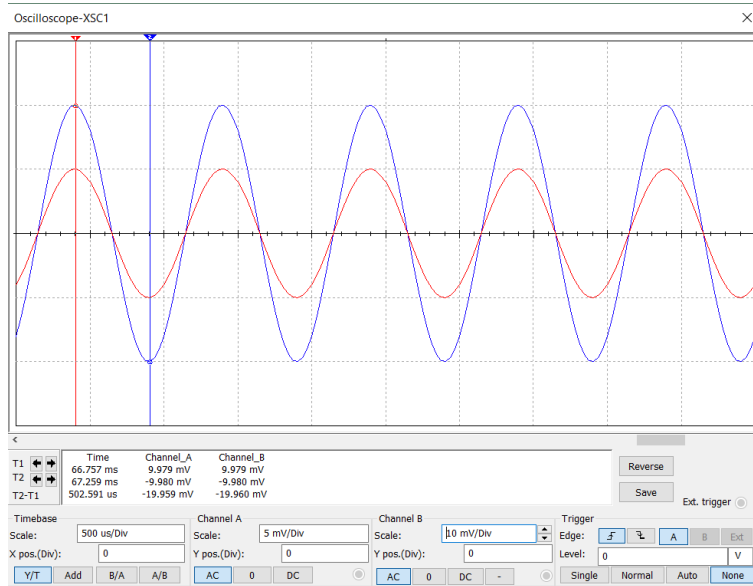 Oscilloscope-XSC1
1 2
Time Channel_A Channel_B
T1 66.757 ms 9.979 mV 9.979 mV
T2 67.259 ms -9.980 mV -9.980 mV
T2-T1 502.591 us -19.959 mV -19.960 mV
Reverse
Save
Ext. trigger
Timebase
Scale: 500 us/Div
X pos.(Div): 0
Y/T Add B/A A/B
Channel A
Scale: 5 mV/Div
Y pos.(Div): 0
AC 0 DC
Channel B
Scale: 10 mV/Div
Y pos.(Div): 0
AC 0 DC -
Trigger
Edge: A B Ext
Level: 0 V
Single Normal Auto None